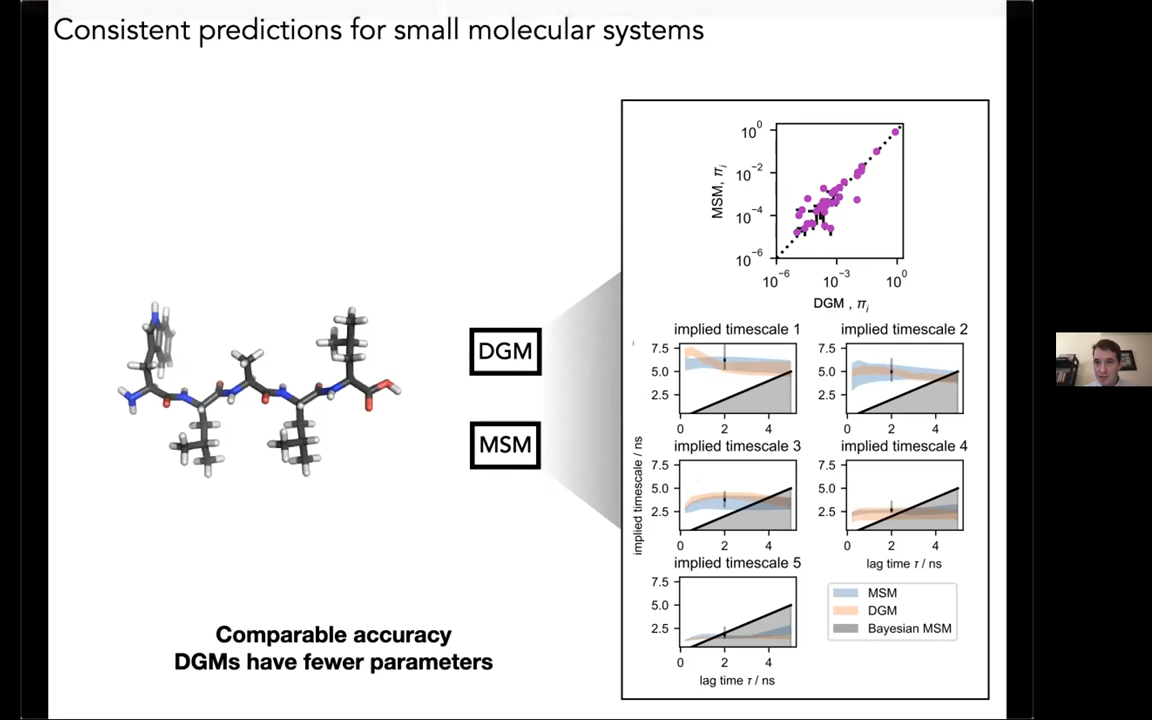 Consistent predictions for small molecular systems
DGM
MSM
Comparable accuracy
DGMs have fewer parameters
MSM, πi
10^0
10^-2
10^-4
10^-6
10^-6 10^-3 10^0
DGM , πi
implied timescale 1
7.5
5.0
2.5
0 2 4
implied timescale 2
7.5
5.0
2.5
0 2 4
implied timescale 3
7.5
5.0
2.5
0 2 4
implied timescale 4
7.5
5.0
2.5
0 2 4
lag time τ / ns
implied timescale 5
7.5
5.0
2.5
0 2 4
lag time τ / ns
implied timescale / ns
MSM
DGM
Bayesian MSM